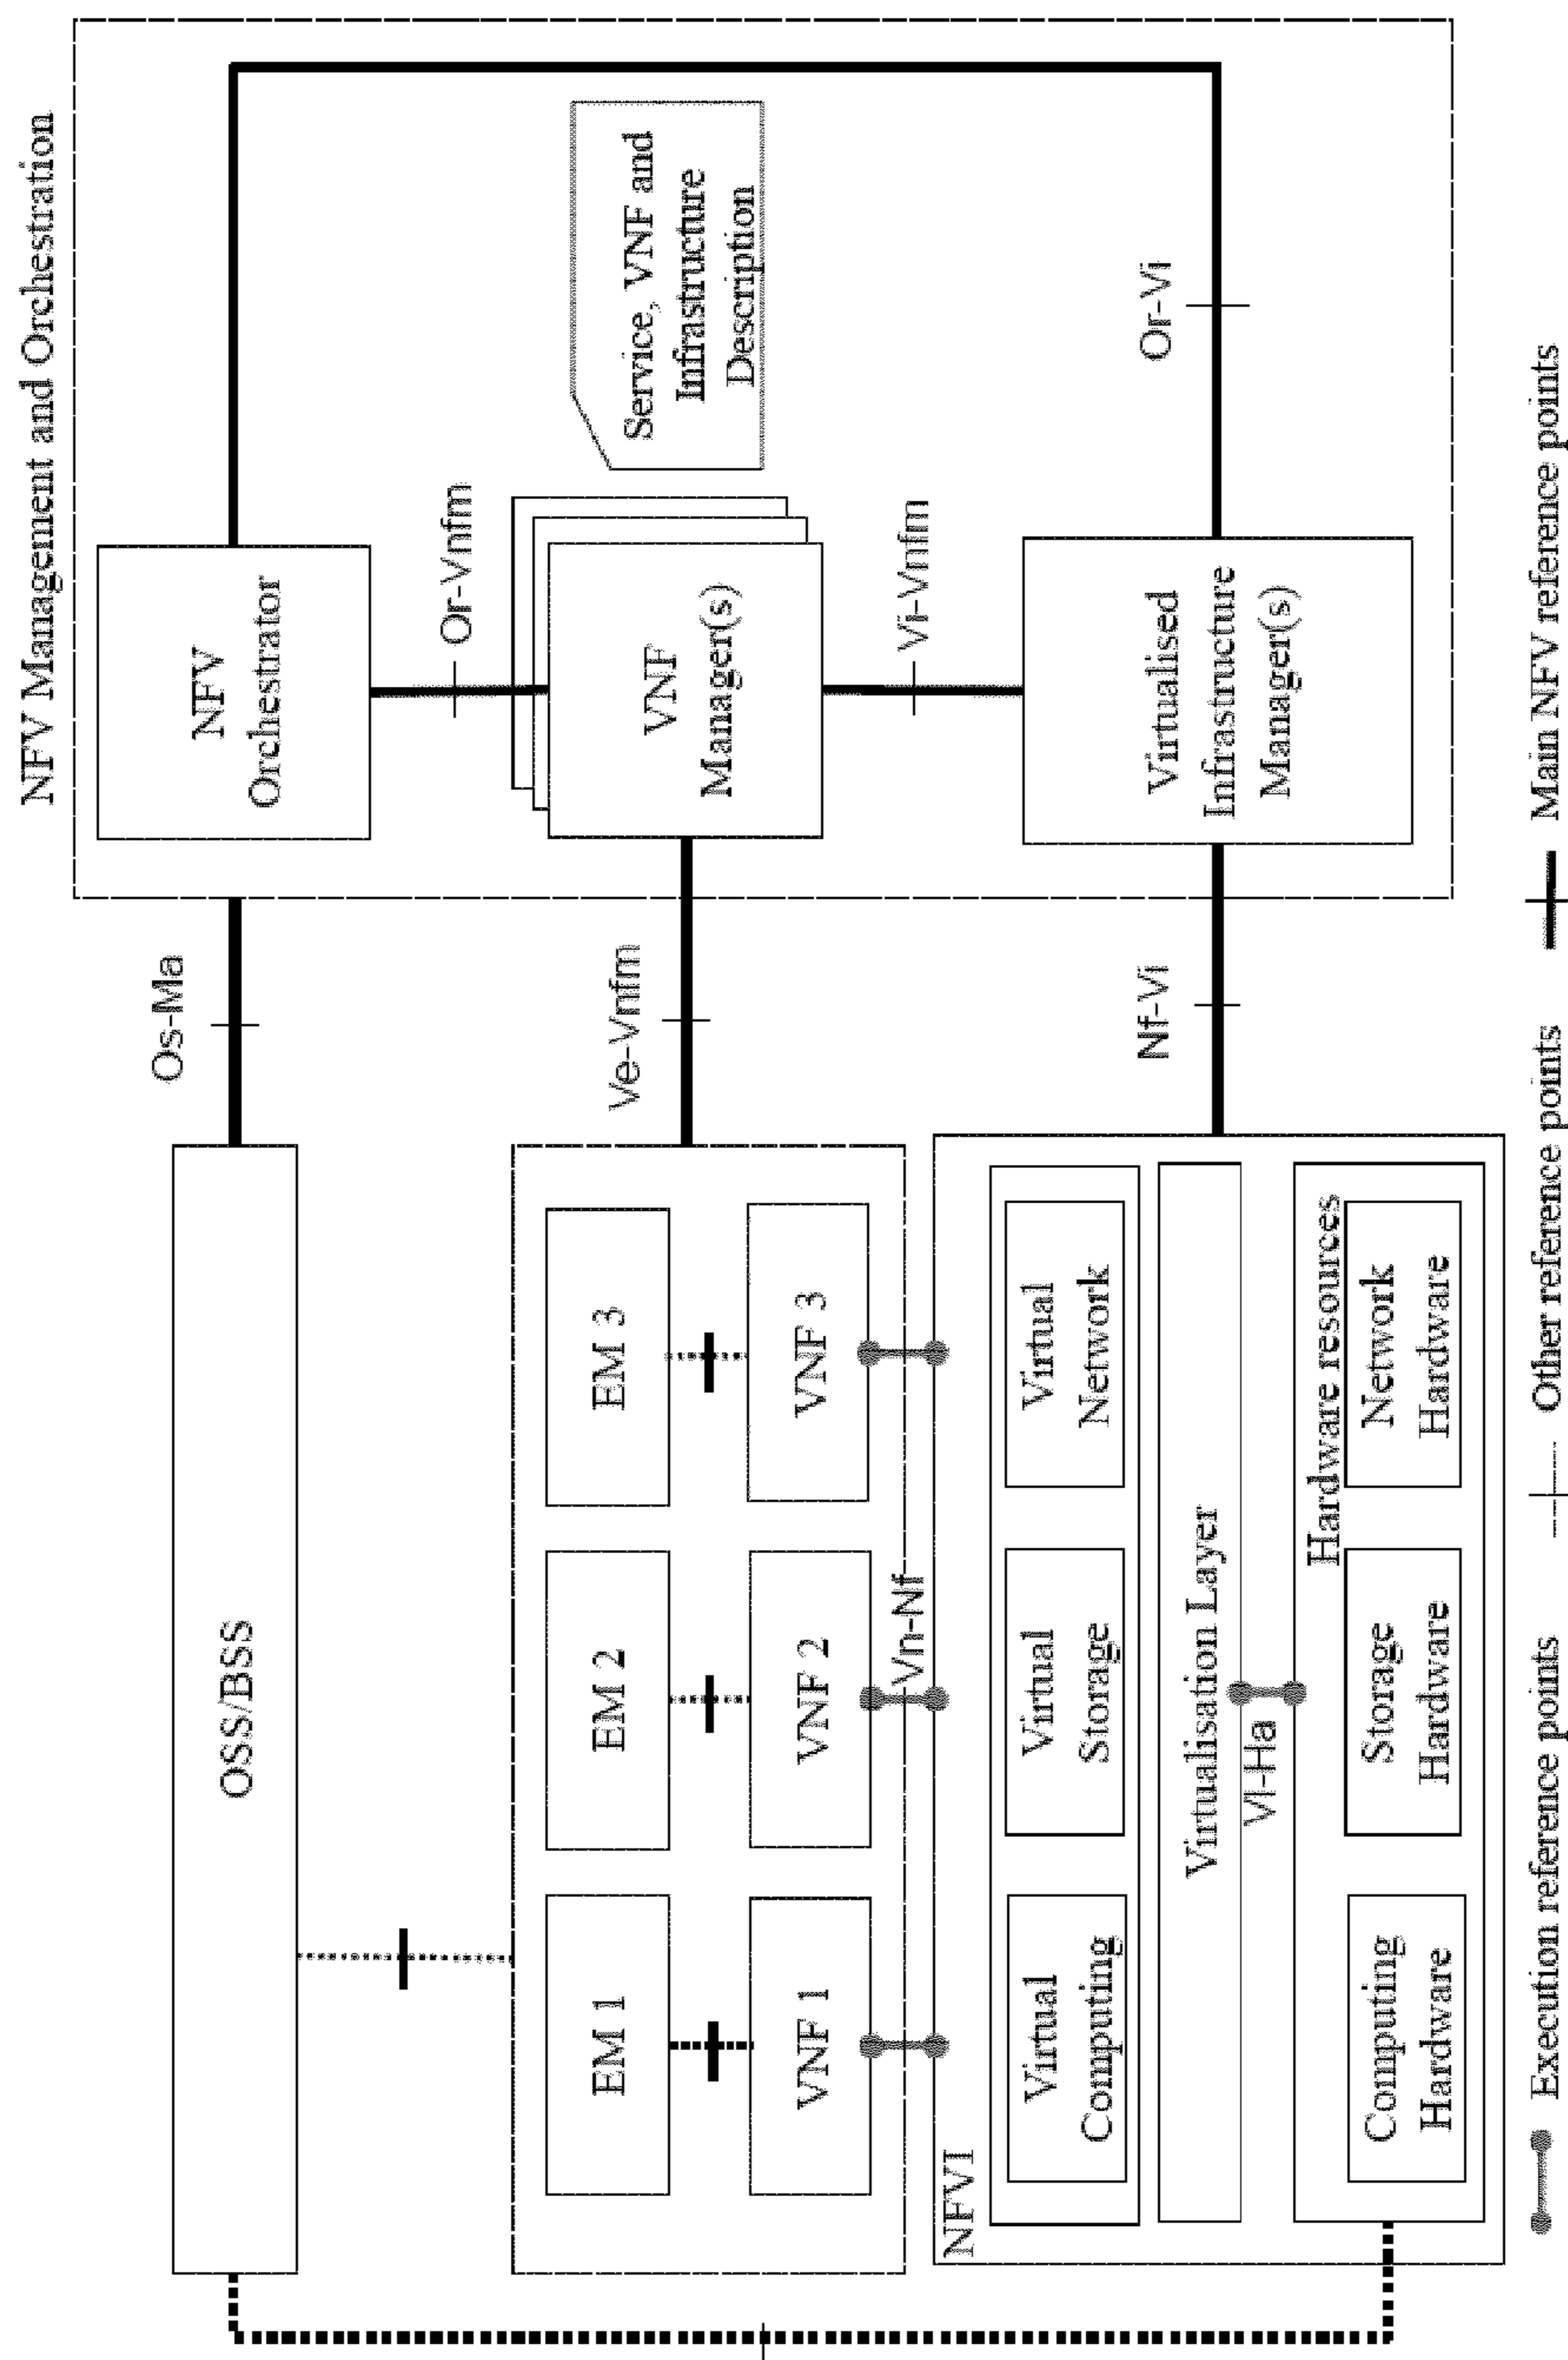 NFV Management and Orchestration
OSS/BSS
Os-Ma
NFV
Orchestrator
Or-Vnfm
EM 1
EM 2
EM 3
Ve-Vnfm
VNF
Manager(s)
Service, VNF and
Infrastructure
Description
VNF 1
VNF 2
VNF 3
Vn-Nf
Vi-Vnfm
NFVI
Virtual
Computing
Virtual
Storage
Virtual
Network
Nf-Vi
Or-Vi
Virtualised
Infrastructure
Manager(s)
Virtualisation Layer
Vl-Ha
Hardware resources
Computing
Hardware
Storage
Hardware
Network
Hardware
Execution reference points
Other reference points
Main NFV reference points